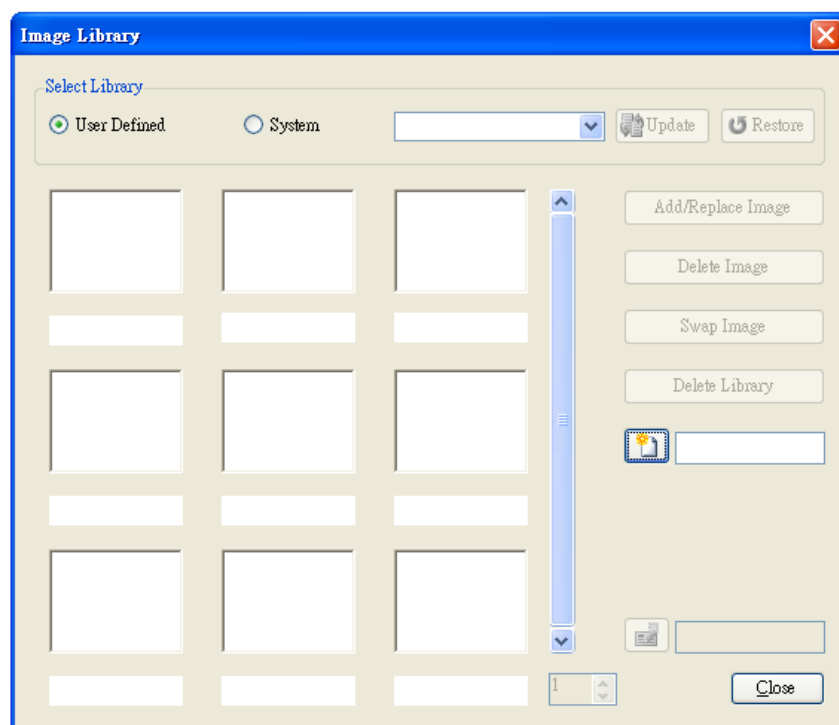 Image Library
Select Library
User Defined
System
Update
Restore
Add/Replace Image
Delete Image
Swap Image
Delete Library
1
Close